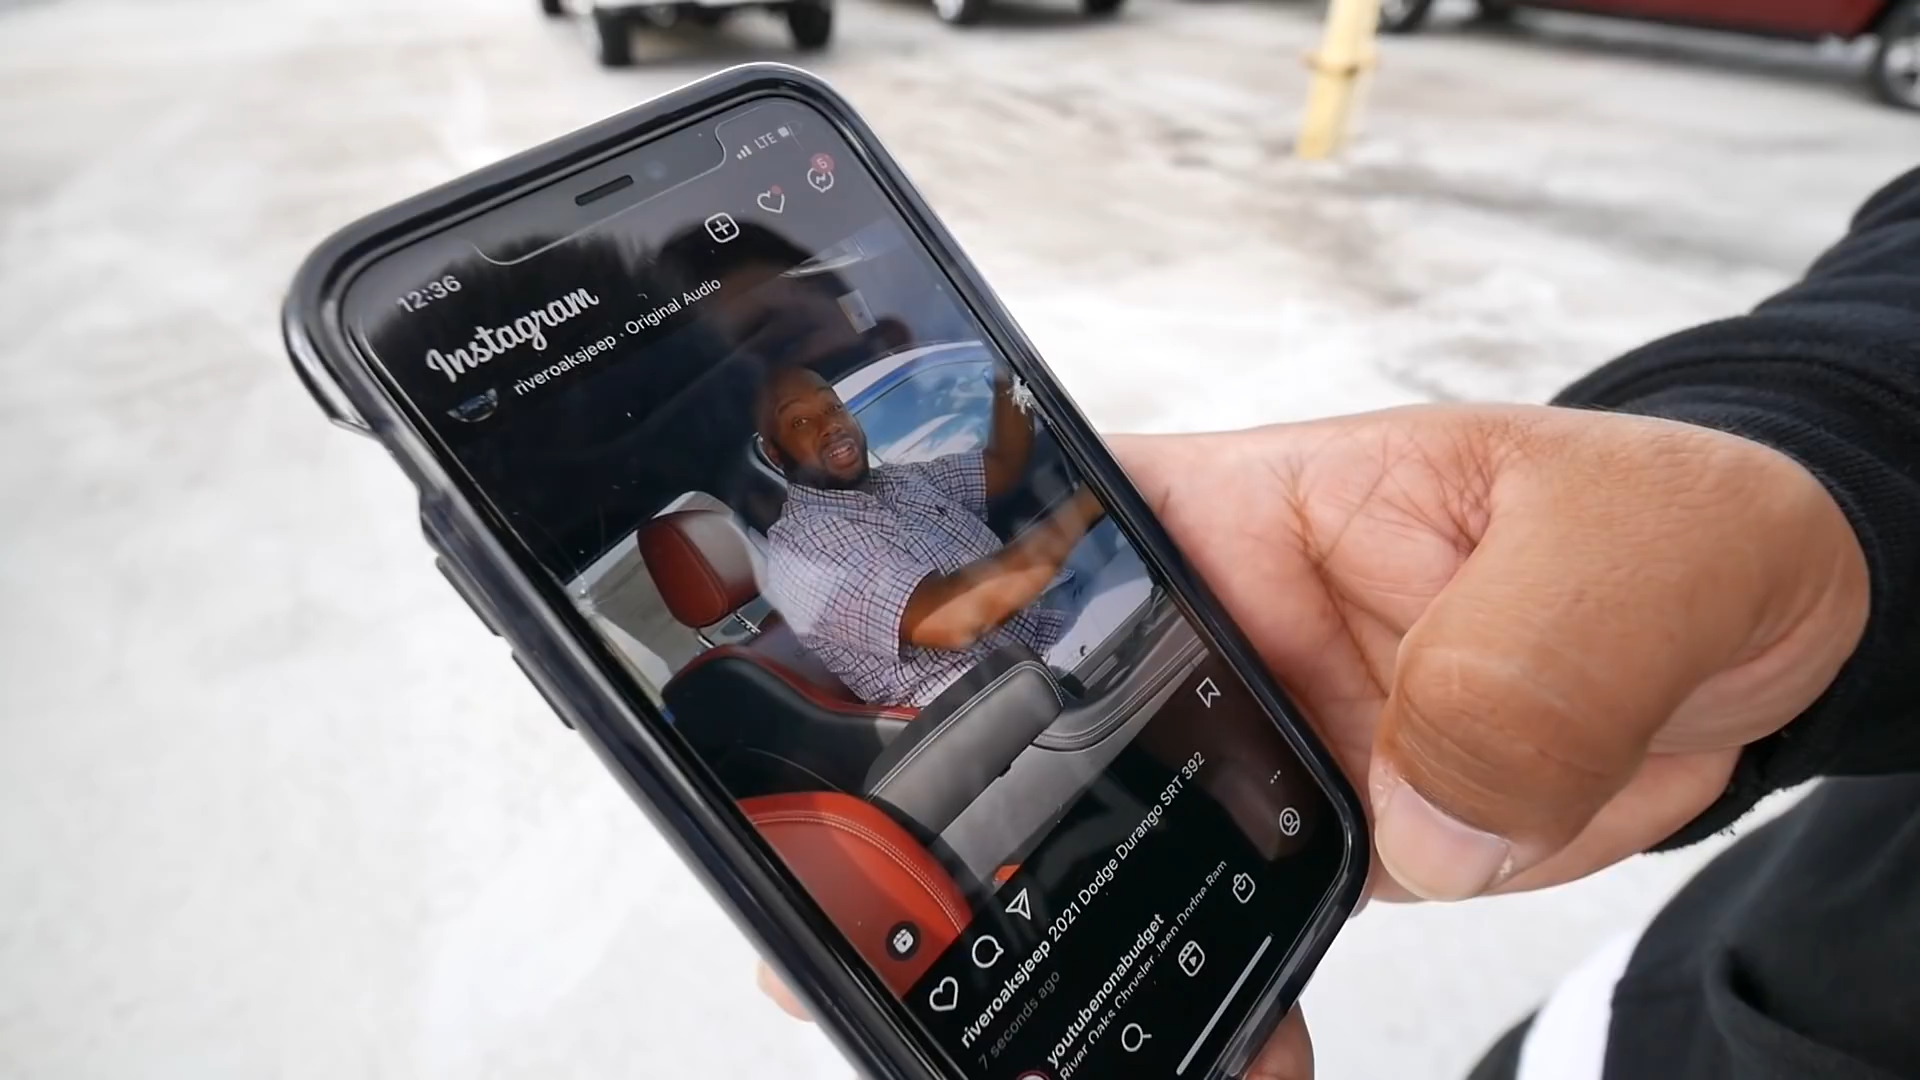 12:36
LTE
5
Instagram
riveroaksjeep · Original Audio
riveroaksjeep 2021 Dodge Durango SRT 392
7 seconds ago
youtubenonabudget
River Oaks Chrysler Jeep Dodge Ram